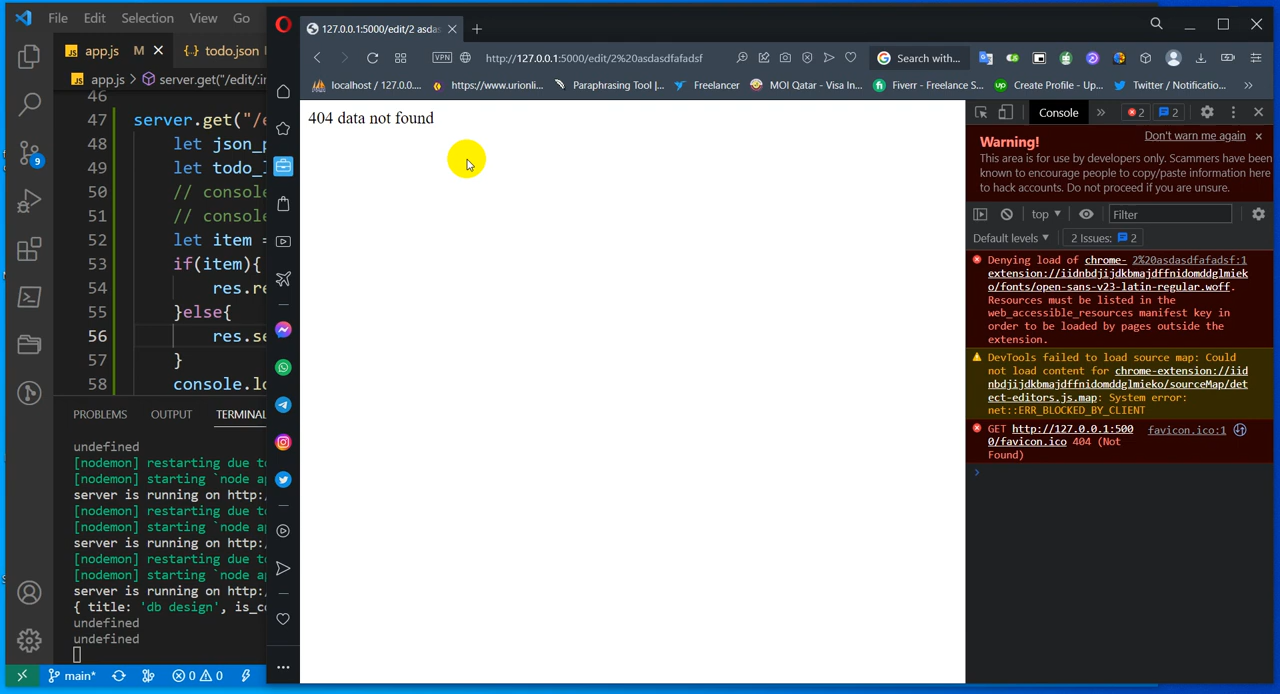 File Edit Selection View Go
app.js M
{..} todo.json
app.js > server.get("/edit/:i
46
47 server.get("/e
48 let json_p
49 let todo_l
50 // console
51 // console
52 let item =
53 if(item){
54 res.re
55 }else{
56 res.se
57 }
58 console.lo
PROBLEMS OUTPUT TERMINAL
undefined
[nodemon] restarting due to
[nodemon] starting `node ap
server is running on http:/
[nodemon] restarting due to
[nodemon] starting `node ap
server is running on http:/
[nodemon] restarting due to
[nodemon] starting `node ap
server is running on http:/
{ title: 'db design', is_co
undefined
undefined
9
main* 0 0
127.0.0.1:5000/edit/2 asdas
VPN http://127.0.0.1:5000/edit/2%20asdasdfafadsf
Search with...
localhost / 127.0.0.... https://www.urionli... Paraphrasing Tool |... Freelancer MOI Qatar - Visa In... Fiverr - Freelance S... Create Profile - Up... Twitter / Notificatio...
404 data not found
Console 2 2
Warning! Don't warn me again
This area is for use by developers only. Scammers have been
known to encourage people to copy/paste information here
to hack accounts. Do not proceed if you are unsure.
top Filter
Default levels 2 Issues: 2
Denying load of chrome- 2%20asdasdfafadsf:1
extension://iidnbdjijdkbmajdffnidomddglmiek
o/fonts/open-sans-v23-latin-regular.woff.
Resources must be listed in the
web_accessible_resources manifest key in
order to be loaded by pages outside the
extension.
DevTools failed to load source map: Could
not load content for chrome-extension://iid
nbdjijdkbmajdffnidomddglmieko/sourceMap/det
ect-editors.js.map: System error:
net::ERR_BLOCKED_BY_CLIENT
GET http://127.0.0.1:500 favicon.ico:1
0/favicon.ico 404 (Not
Found)